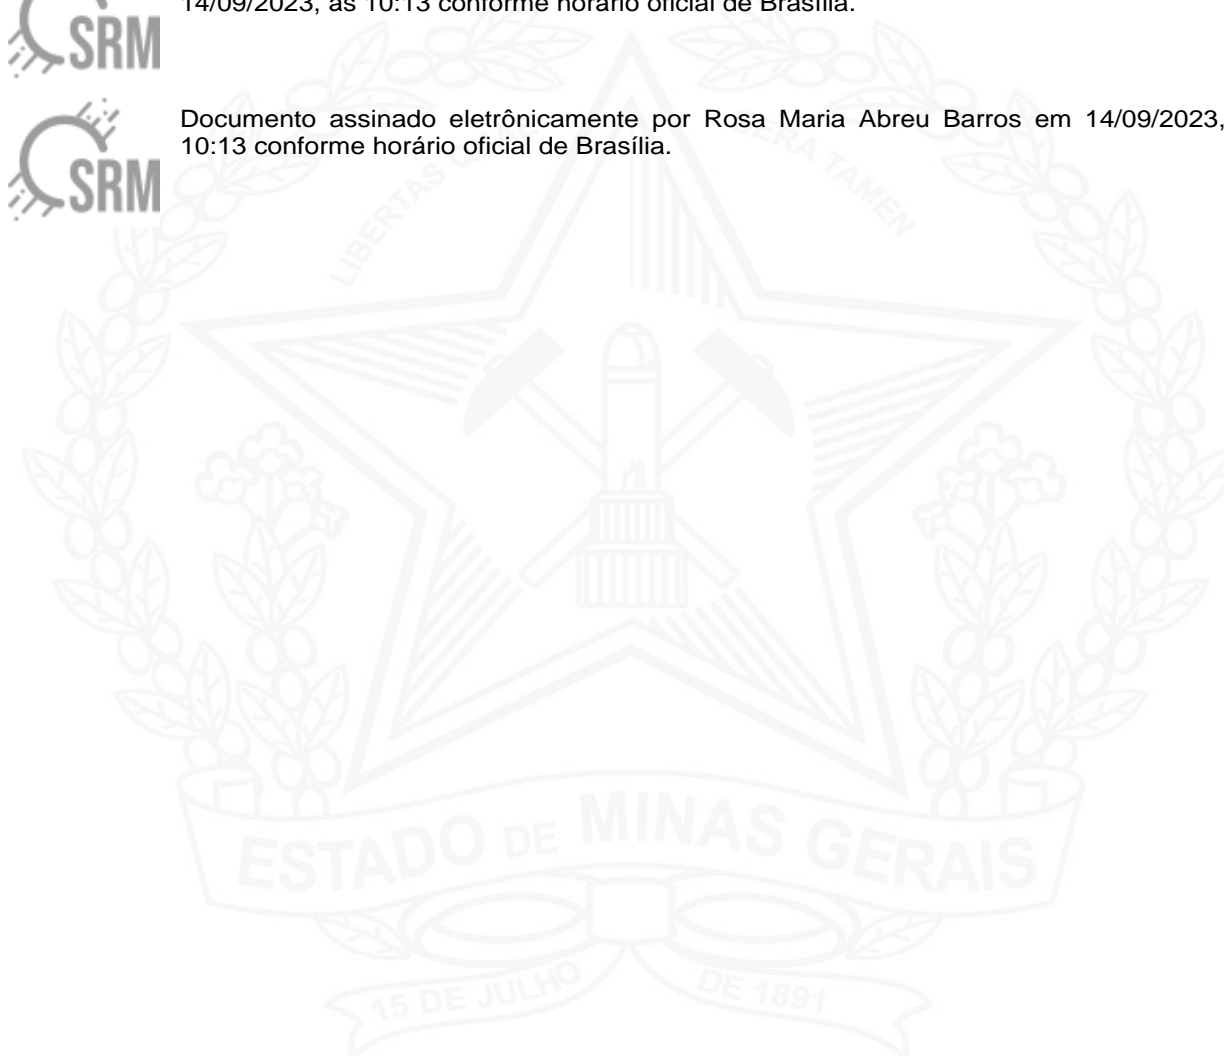 14/09/2023, às 10:13 conforme horário oficial de Brasília.
SRM
Documento assinado eletrônicamente por Rosa Maria Abreu Barros em 14/09/2023,
10:13 conforme horário oficial de Brasília.
SRM
LIBERTAS QUÆ SERA TAMEN
ESTADO DE MINAS GERAIS
15 DE JULHO DE 1891